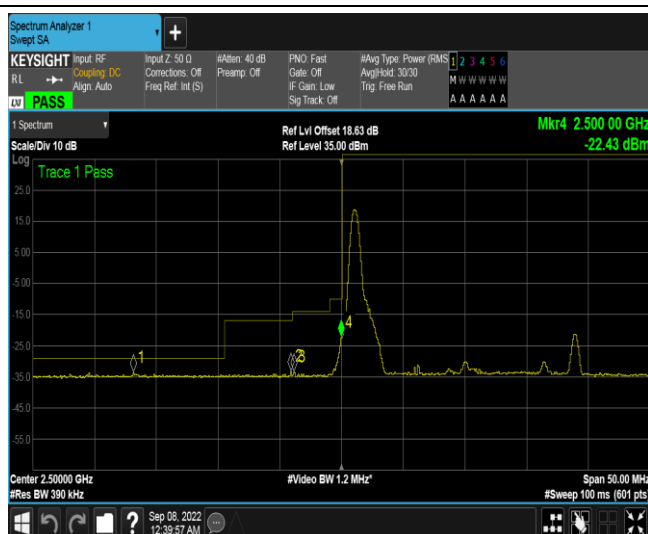 Spectrum Analyzer 1
Swept SA
KEYSIGHT Input: RF Input Z: 50 Ω #Atten: 40 dB PNO: Fast #Avg Type: Power (RMS 1 2 3 4 5 6
RL Coupling: DC Corrections: Off Preamp: Off Gate: Off Avg|Hold: 30/30 M W W W W W
Align: Auto Freq Ref: Int (S) IF Gain: Low Trig: Free Run
LXI PASS Sig Track: Off A A A A A A
1 Spectrum Ref Lvl Offset 18.63 dB Mkr4 2.500 00 GHz
Scale/Div 10 dB Ref Level 35.00 dBm -22.43 dBm
Log
Trace 1 Pass
25.0
15.0
5.00
-5.00
-15.0
4
-25.0
1
-35.0
-45.0
-55.0
Center 2.50000 GHz #Video BW 1.2 MHz* Span 50.00 MHz
#Res BW 390 kHz #Sweep 100 ms (601 pts)
? Sep 08, 2022
12:39:57 AM